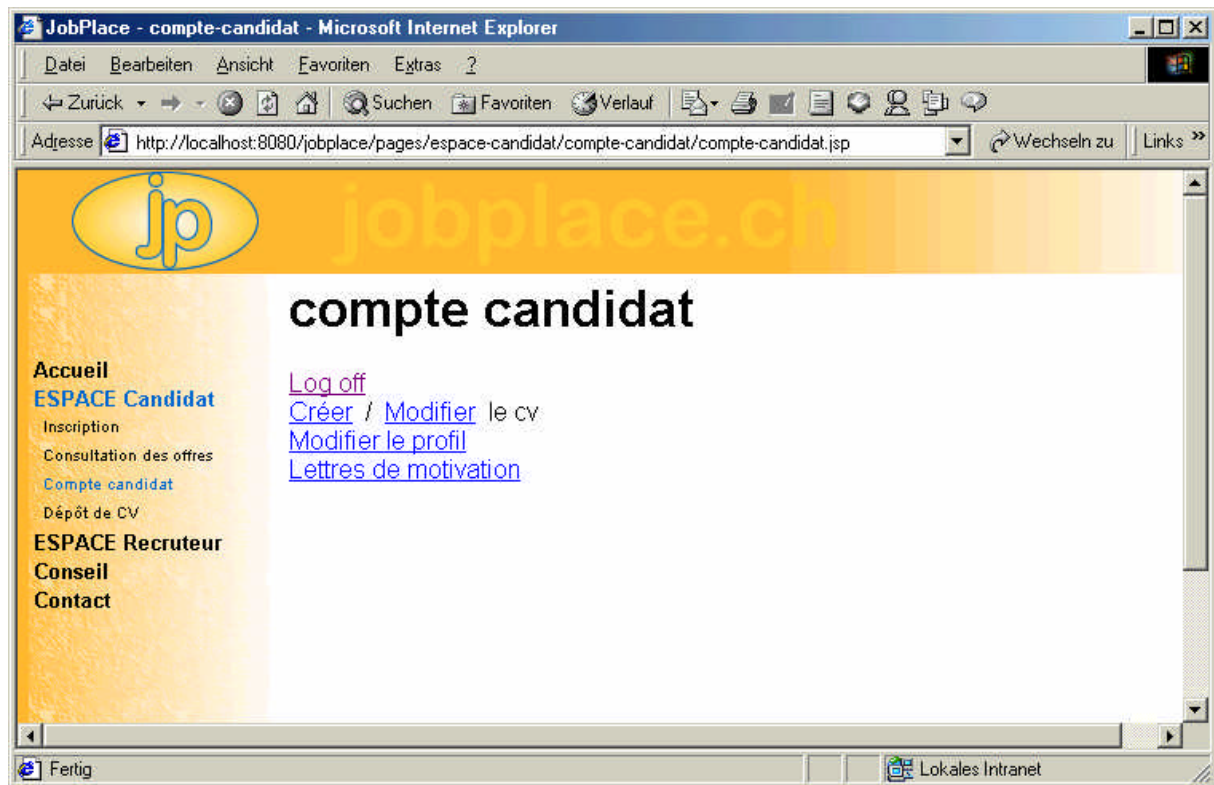 JobPlace - compte-candidat - Microsoft Internet Explorer
Datei Bearbeiten Ansicht Favoriten Extras ?
Zurück Suchen Favoriten Verlauf
Adresse http://localhost:8080/jobplace/pages/espace-candidat/compte-candidat/compte-candidat.jsp Wechseln zu Links »
jp jobplace.ch
compte candidat
Accueil
ESPACE Candidat
Inscription
Consultation des offres
Compte candidat
Dépôt de CV
ESPACE Recruteur
Conseil
Contact
Log off
Créer / Modifier le cv
Modifier le profil
Lettres de motivation
Fertig Lokales Intranet